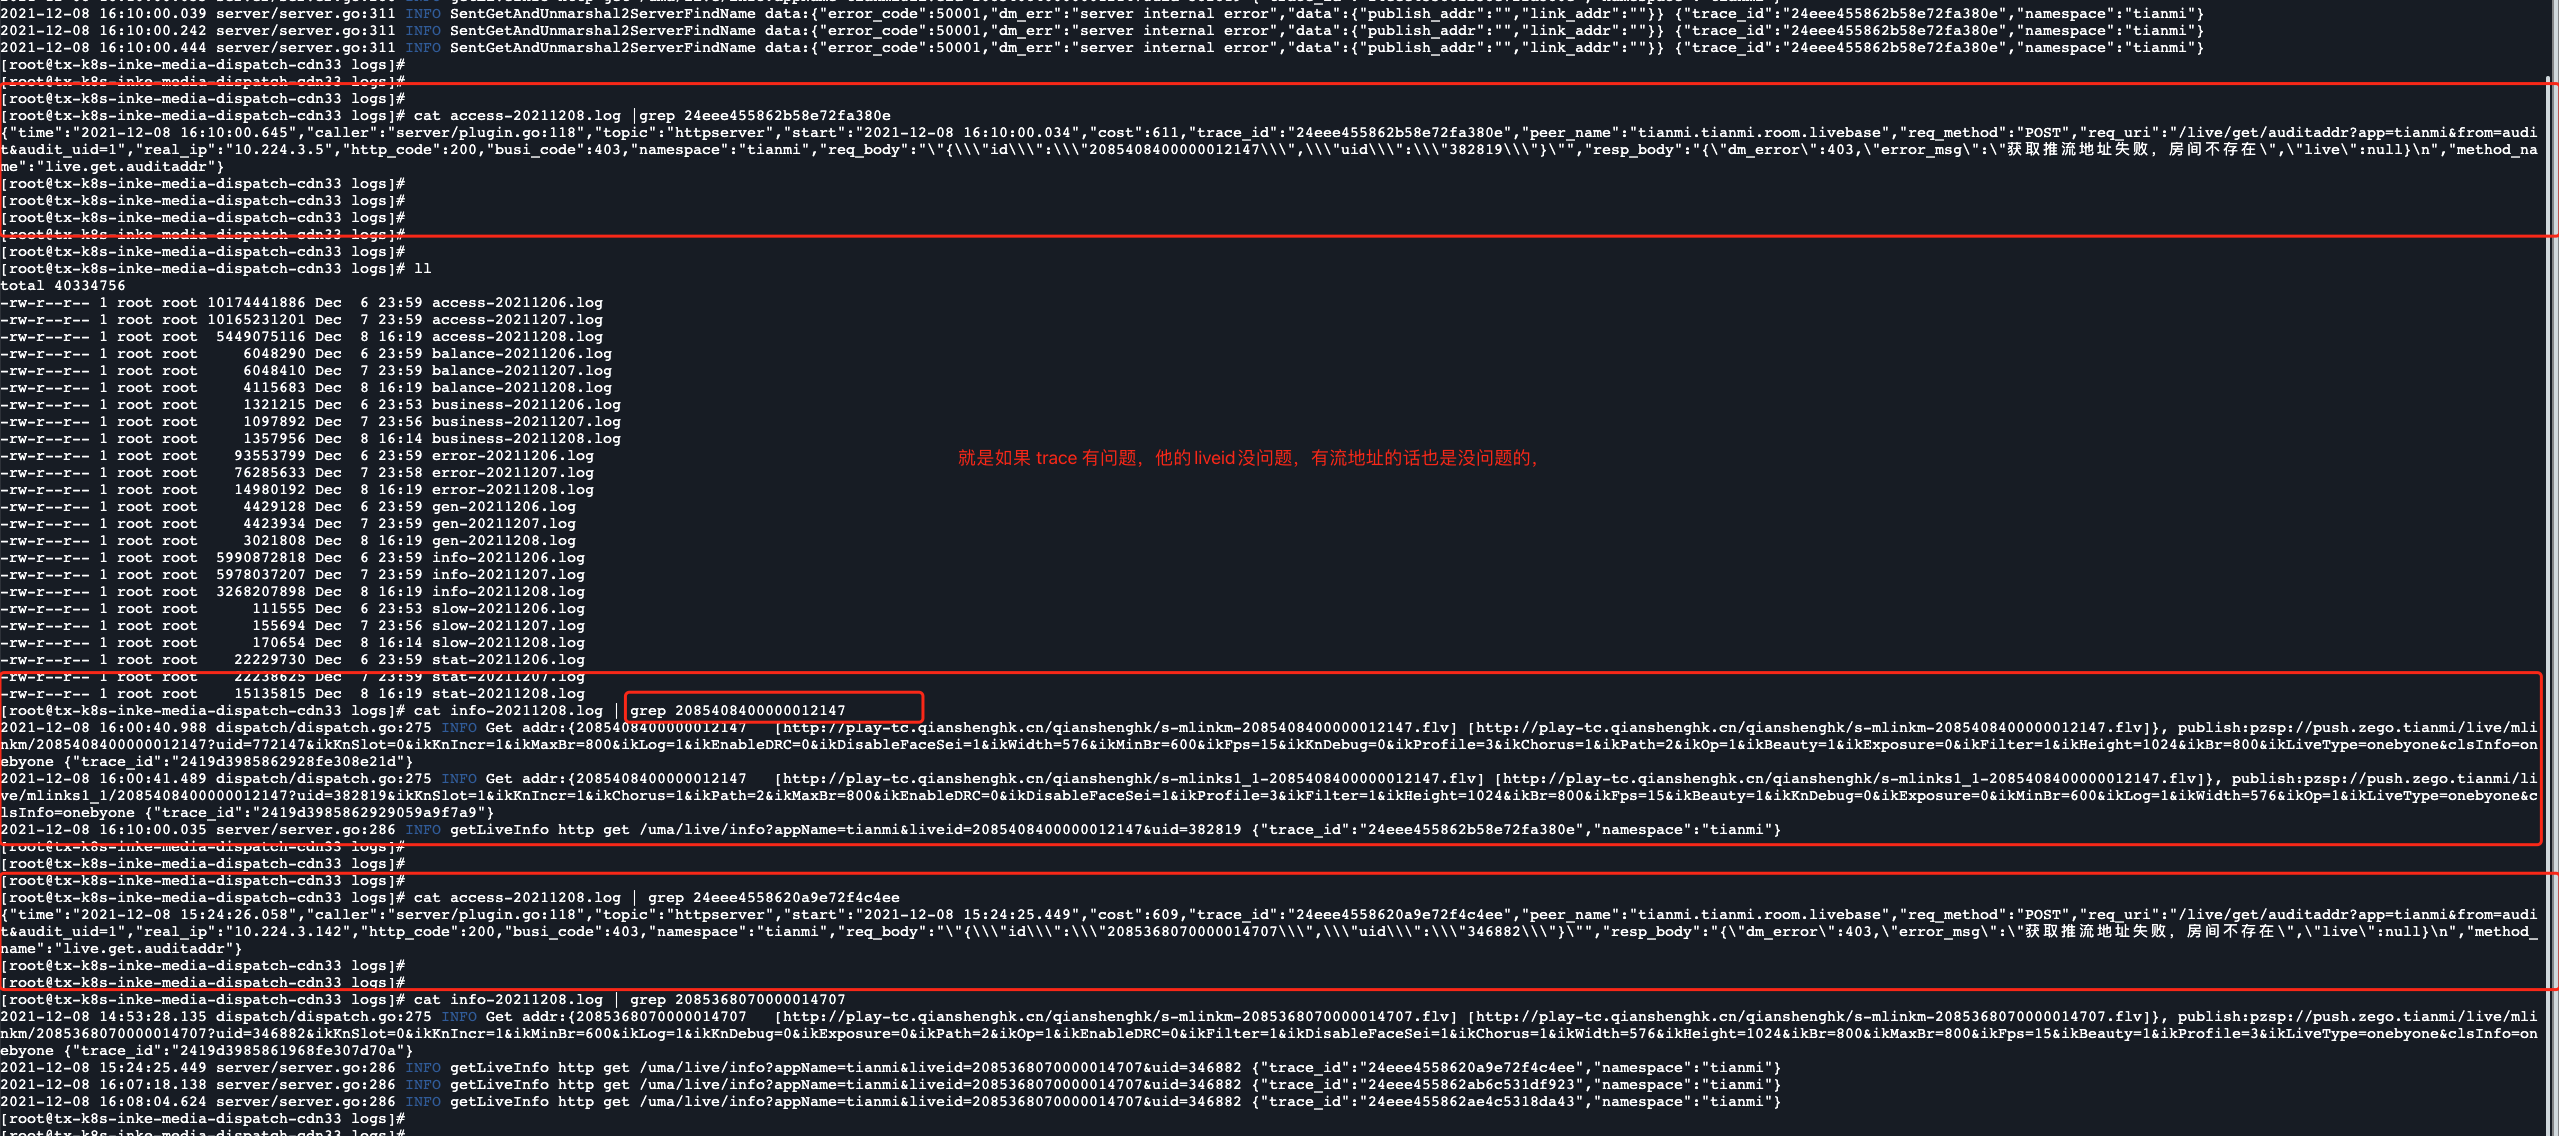 2021-12-08 16:10:00.039 server/server.go:311 INFO SentGetAndUnmarshal2ServerFindName data:{"error_code":50001,"dm_err":"server internal error","data":{"publish_addr":"","link_addr":""}} {"trace_id":"24eee455862b58e72fa380e","namespace":"tianmi"}
2021-12-08 16:10:00.242 server/server.go:311 INFO SentGetAndUnmarshal2ServerFindName data:{"error_code":50001,"dm_err":"server internal error","data":{"publish_addr":"","link_addr":""}} {"trace_id":"24eee455862b58e72fa380e","namespace":"tianmi"}
2021-12-08 16:10:00.444 server/server.go:311 INFO SentGetAndUnmarshal2ServerFindName data:{"error_code":50001,"dm_err":"server internal error","data":{"publish_addr":"","link_addr":""}} {"trace_id":"24eee455862b58e72fa380e","namespace":"tianmi"}
[root@tx-k8s-inke-media-dispatch-cdn33 logs]#
[root@tx-k8s-inke-media-dispatch-cdn33 logs]#
[root@tx-k8s-inke-media-dispatch-cdn33 logs]#
[root@tx-k8s-inke-media-dispatch-cdn33 logs]# cat access-20211208.log |grep 24eee455862b58e72fa380e
{"time":"2021-12-08 16:10:00.645","caller":"server/plugin.go:118","topic":"httpserver","start":"2021-12-08 16:10:00.034","cost":611,"trace_id":"24eee455862b58e72fa380e","peer_name":"tianmi.tianmi.room.livebase","req_method":"POST","req_uri":"/live/get/auditaddr?app=tianmi&from=audi
t&audit_uid=1","real_ip":"10.224.3.5","http_code":200,"busi_code":403,"namespace":"tianmi","req_body":"\"{\\\"id\\\":\\\"2085408400000012147\\\",\\\"uid\\\":\\\"382819\\\"}\"","resp_body":"{\"dm_error\":403,\"error_msg\":\"获取推流地址失败，房间不存在\",\"live\":null}\n","method_na
me":"live.get.auditaddr"}
[root@tx-k8s-inke-media-dispatch-cdn33 logs]#
[root@tx-k8s-inke-media-dispatch-cdn33 logs]#
[root@tx-k8s-inke-media-dispatch-cdn33 logs]#
[root@tx-k8s-inke-media-dispatch-cdn33 logs]#
[root@tx-k8s-inke-media-dispatch-cdn33 logs]#
[root@tx-k8s-inke-media-dispatch-cdn33 logs]# ll
total 40334756
-rw-r--r-- 1 root root 10174441886 Dec  6 23:59 access-20211206.log
-rw-r--r-- 1 root root 10165231201 Dec  7 23:59 access-20211207.log
-rw-r--r-- 1 root root  5449075116 Dec  8 16:19 access-20211208.log
-rw-r--r-- 1 root root     6048290 Dec  6 23:59 balance-20211206.log
-rw-r--r-- 1 root root     6048410 Dec  7 23:59 balance-20211207.log
-rw-r--r-- 1 root root     4115683 Dec  8 16:19 balance-20211208.log
-rw-r--r-- 1 root root     1321215 Dec  6 23:53 business-20211206.log
-rw-r--r-- 1 root root     1097892 Dec  7 23:56 business-20211207.log
-rw-r--r-- 1 root root     1357956 Dec  8 16:14 business-20211208.log
-rw-r--r-- 1 root root    93553799 Dec  6 23:59 error-20211206.log
就是如果 trace 有问题，他的liveid没问题，有流地址的话也是没问题的，
-rw-r--r-- 1 root root    76285633 Dec  7 23:58 error-20211207.log
-rw-r--r-- 1 root root    14980192 Dec  8 16:19 error-20211208.log
-rw-r--r-- 1 root root     4429128 Dec  6 23:59 gen-20211206.log
-rw-r--r-- 1 root root     4423934 Dec  7 23:59 gen-20211207.log
-rw-r--r-- 1 root root     3021808 Dec  8 16:19 gen-20211208.log
-rw-r--r-- 1 root root  5990872818 Dec  6 23:59 info-20211206.log
-rw-r--r-- 1 root root  5978037207 Dec  7 23:59 info-20211207.log
-rw-r--r-- 1 root root  3268207898 Dec  8 16:19 info-20211208.log
-rw-r--r-- 1 root root      111555 Dec  6 23:53 slow-20211206.log
-rw-r--r-- 1 root root      155694 Dec  7 23:56 slow-20211207.log
-rw-r--r-- 1 root root      170654 Dec  8 16:14 slow-20211208.log
-rw-r--r-- 1 root root    22229730 Dec  6 23:59 stat-20211206.log
-rw-r--r-- 1 root root    22238625 Dec  7 23:59 stat-20211207.log
-rw-r--r-- 1 root root    15135815 Dec  8 16:19 stat-20211208.log
[root@tx-k8s-inke-media-dispatch-cdn33 logs]# cat info-20211208.log | grep 2085408400000012147
2021-12-08 16:00:40.988 dispatch/dispatch.go:275 INFO Get addr:{2085408400000012147   [http://play-tc.qianshenghk.cn/qianshenghk/s-mlinkm-2085408400000012147.flv] [http://play-tc.qianshenghk.cn/qianshenghk/s-mlinkm-2085408400000012147.flv]}, publish:pzsp://push.zego.tianmi/live/mli
nkm/2085408400000012147?uid=772147&ikKnSlot=0&ikKnIncr=1&ikMaxBr=800&ikLog=1&ikEnableDRC=0&ikDisableFaceSei=1&ikWidth=576&ikMinBr=600&ikFps=15&ikKnDebug=0&ikProfile=3&ikChorus=1&ikPath=2&ikOp=1&ikBeauty=1&ikExposure=0&ikFilter=1&ikHeight=1024&ikBr=800&ikLiveType=onebyone&clsInfo=on
ebyone {"trace_id":"2419d3985862928fe308e21d"}
2021-12-08 16:00:41.489 dispatch/dispatch.go:275 INFO Get addr:{2085408400000012147   [http://play-tc.qianshenghk.cn/qianshenghk/s-mlinks1_1-2085408400000012147.flv] [http://play-tc.qianshenghk.cn/qianshenghk/s-mlinks1_1-2085408400000012147.flv]}, publish:pzsp://push.zego.tianmi/li
ve/mlinks1_1/2085408400000012147?uid=382819&ikKnSlot=1&ikKnIncr=1&ikChorus=1&ikPath=2&ikMaxBr=800&ikEnableDRC=0&ikDisableFaceSei=1&ikProfile=3&ikFilter=1&ikHeight=1024&ikBr=800&ikFps=15&ikBeauty=1&ikKnDebug=0&ikExposure=0&ikMinBr=600&ikLog=1&ikWidth=576&ikOp=1&ikLiveType=onebyone&c
lsInfo=onebyone {"trace_id":"2419d3985862929059a9f7a9"}
2021-12-08 16:10:00.035 server/server.go:286 INFO getLiveInfo http get /uma/live/info?appName=tianmi&liveid=2085408400000012147&uid=382819 {"trace_id":"24eee455862b58e72fa380e","namespace":"tianmi"}
[root@tx-k8s-inke-media-dispatch-cdn33 logs]#
[root@tx-k8s-inke-media-dispatch-cdn33 logs]#
[root@tx-k8s-inke-media-dispatch-cdn33 logs]#
[root@tx-k8s-inke-media-dispatch-cdn33 logs]# cat access-20211208.log | grep 24eee4558620a9e72f4c4ee
{"time":"2021-12-08 15:24:26.058","caller":"server/plugin.go:118","topic":"httpserver","start":"2021-12-08 15:24:25.449","cost":609,"trace_id":"24eee4558620a9e72f4c4ee","peer_name":"tianmi.tianmi.room.livebase","req_method":"POST","req_uri":"/live/get/auditaddr?app=tianmi&from=audi
t&audit_uid=1","real_ip":"10.224.3.142","http_code":200,"busi_code":403,"namespace":"tianmi","req_body":"\"{\\\"id\\\":\\\"2085368070000014707\\\",\\\"uid\\\":\\\"346882\\\"}\"","resp_body":"{\"dm_error\":403,\"error_msg\":\"获取推流地址失败，房间不存在\",\"live\":null}\n","method_
name":"live.get.auditaddr"}
[root@tx-k8s-inke-media-dispatch-cdn33 logs]#
[root@tx-k8s-inke-media-dispatch-cdn33 logs]#
[root@tx-k8s-inke-media-dispatch-cdn33 logs]# cat info-20211208.log | grep 2085368070000014707
2021-12-08 14:53:28.135 dispatch/dispatch.go:275 INFO Get addr:{2085368070000014707   [http://play-tc.qianshenghk.cn/qianshenghk/s-mlinkm-2085368070000014707.flv] [http://play-tc.qianshenghk.cn/qianshenghk/s-mlinkm-2085368070000014707.flv]}, publish:pzsp://push.zego.tianmi/live/mli
nkm/2085368070000014707?uid=346882&ikKnSlot=0&ikKnIncr=1&ikMinBr=600&ikLog=1&ikKnDebug=0&ikExposure=0&ikPath=2&ikOp=1&ikEnableDRC=0&ikFilter=1&ikDisableFaceSei=1&ikChorus=1&ikWidth=576&ikHeight=1024&ikBr=800&ikMaxBr=800&ikFps=15&ikBeauty=1&ikProfile=3&ikLiveType=onebyone&clsInfo=on
ebyone {"trace_id":"2419d3985861968fe307d70a"}
2021-12-08 15:24:25.449 server/server.go:286 INFO getLiveInfo http get /uma/live/info?appName=tianmi&liveid=2085368070000014707&uid=346882 {"trace_id":"24eee4558620a9e72f4c4ee","namespace":"tianmi"}
2021-12-08 16:07:18.138 server/server.go:286 INFO getLiveInfo http get /uma/live/info?appName=tianmi&liveid=2085368070000014707&uid=346882 {"trace_id":"24eee455862ab6c531df923","namespace":"tianmi"}
2021-12-08 16:08:04.624 server/server.go:286 INFO getLiveInfo http get /uma/live/info?appName=tianmi&liveid=2085368070000014707&uid=346882 {"trace_id":"24eee455862ae4c5318da43","namespace":"tianmi"}
[root@tx-k8s-inke-media-dispatch-cdn33 logs]#
[root@tx-k8s-inke-media-dispatch-cdn33 logs]#